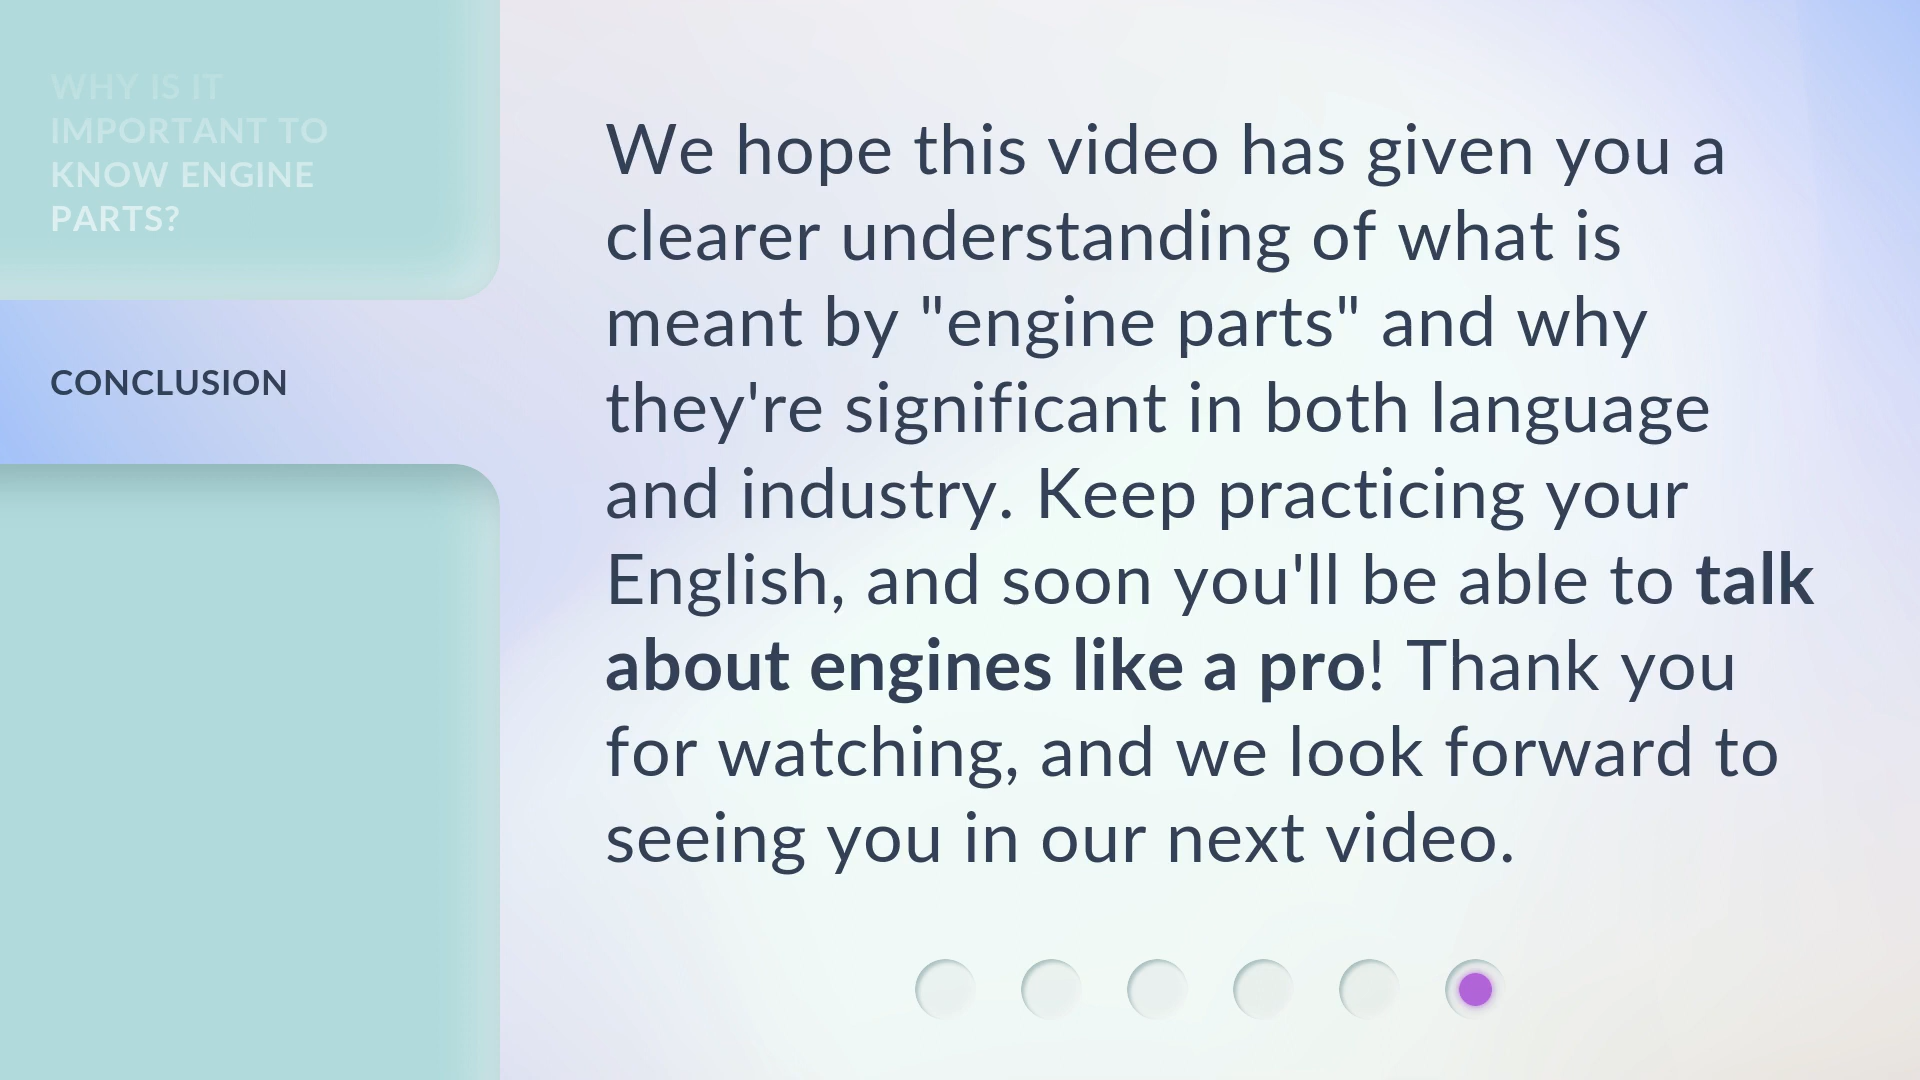 WHY IS IT
IMPORTANT TO
KNOW ENGINE
PARTS?
CONCLUSION
We hope this video has given you a
clearer understanding of what is
meant by "engine parts" and why
they're significant in both language
and industry. Keep practicing your
English, and soon you'll be able to talk
about engines like a pro! Thank you
for watching, and we look forward to
seeing you in our next video.